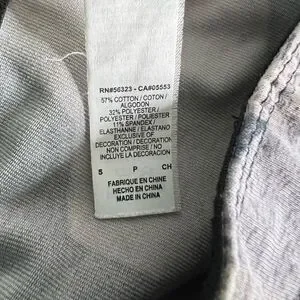 RN#56323 - CA#05553
57% COTTON / COTON /
ALGODON
32% POLYESTER /
POLYESTER / POLIESTER
11% SPANDEX /
ELASTHANNE / ELASTANO
EXCLUSIVE OF
DECORATION / DECORATION
NON COMPRISE / NO
INCLUYE LA DECORACION
S P CH
FABRIQUE EN CHINE
HECHO EN CHINA
MADE IN CHINA